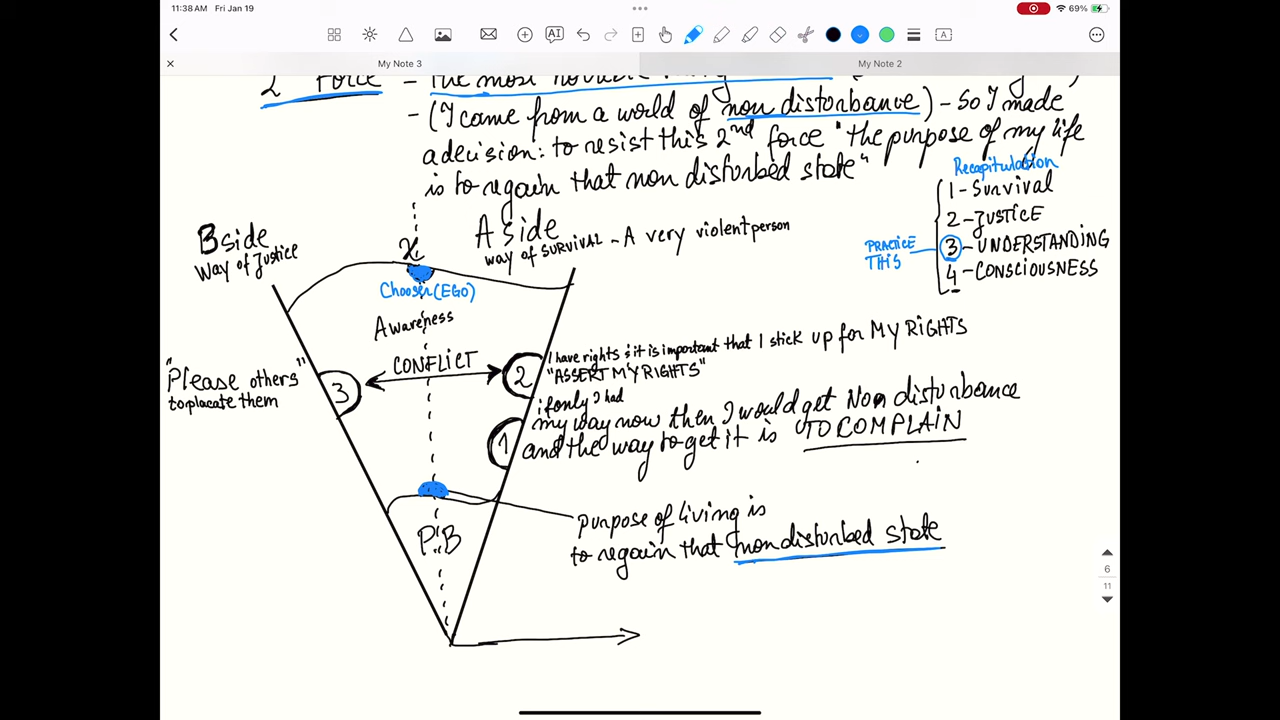 11:38 AM Fri Jan 19
69%
My Note 3
My Note 2
2 Force - The most
- (I came from a world of non disturbance) - So I made
a decision: to resist this 2nd force "the purpose of my life
is to regain that non disturbed state"
Recapitulation
1 - Survival
2 - JUSTICE
3 - UNDERSTANDING
4 - CONSCIOUSNESS
PRACTICE
THIS
B side
Way of Justice
X
A side
way of SURVIVAL - A very violent person
Chooser (EGO)
Awareness
CONFLICT
"Please others"
to placate them
3
2
I have rights & it is important that I stick up for MY RIGHTS
"ASSERT MY RIGHTS"
if only I had
my way now then I would get Non disturbance
1
and the way to get it is TO COMPLAIN
P.B
purpose of living is
to regain that non disturbed state
6
11